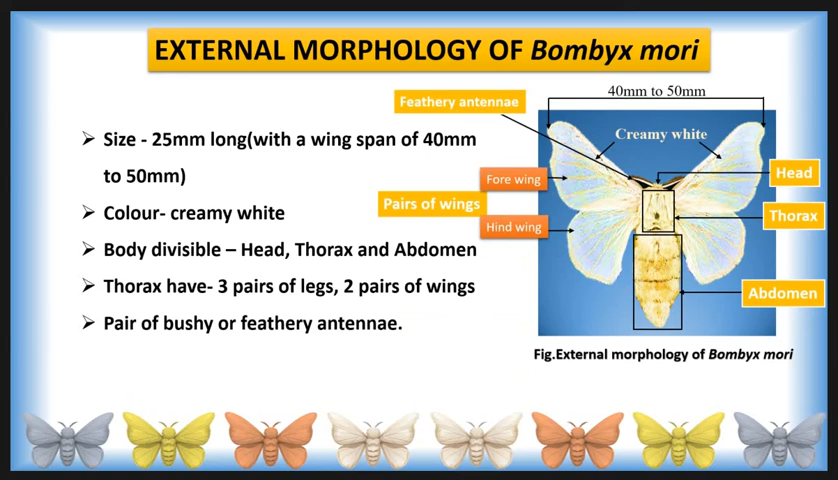 EXTERNAL MORPHOLOGY OF Bombyx mori
➢ Size - 25mm long(with a wing span of 40mm
to 50mm)
➢ Colour- creamy white
➢ Body divisible – Head, Thorax and Abdomen
➢ Thorax have- 3 pairs of legs, 2 pairs of wings
➢ Pair of bushy or feathery antennae.
40mm to 50mm
Feathery antennae
Creamy white
Head
Fore wing
Pairs of wings
Thorax
Hind wing
Abdomen
Fig.External morphology of Bombyx mori